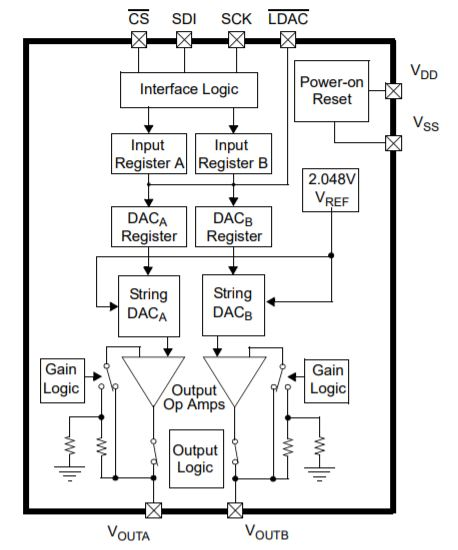 CS SDI SCK LDAC
Interface Logic
Power-on
Reset
VDD
VSS
Input
Register A
Input
Register B
2.048V
VREF
DACA
Register
DACB
Register
String
DACA
String
DACB
Gain
Logic
Output
Op Amps
Gain
Logic
Output
Logic
VOUTA
VOUTB